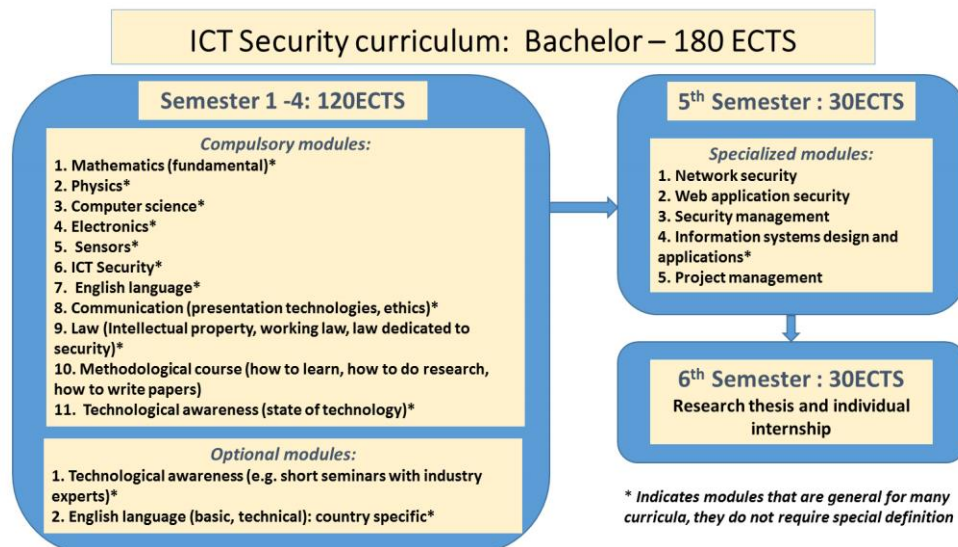 ICT Security curriculum: Bachelor – 180 ECTS
Semester 1 -4: 120ECTS
Compulsory modules:
1. Mathematics (fundamental)*
2. Physics*
3. Computer science*
4. Electronics*
5. Sensors*
6. ICT Security*
7. English language*
8. Communication (presentation technologies, ethics)*
9. Law (Intellectual property, working law, law dedicated to
security)*
10. Methodological course (how to learn, how to do research,
how to write papers)
11. Technological awareness (state of technology)*
Optional modules:
1. Technological awareness (e.g. short seminars with industry
experts)*
2. English language (basic, technical): country specific*
5th Semester : 30ECTS
Specialized modules:
1. Network security
2. Web application security
3. Security management
4. Information systems design and
applications*
5. Project management
6th Semester : 30ECTS
Research thesis and individual
internship
* Indicates modules that are general for many
curricula, they do not require special definition